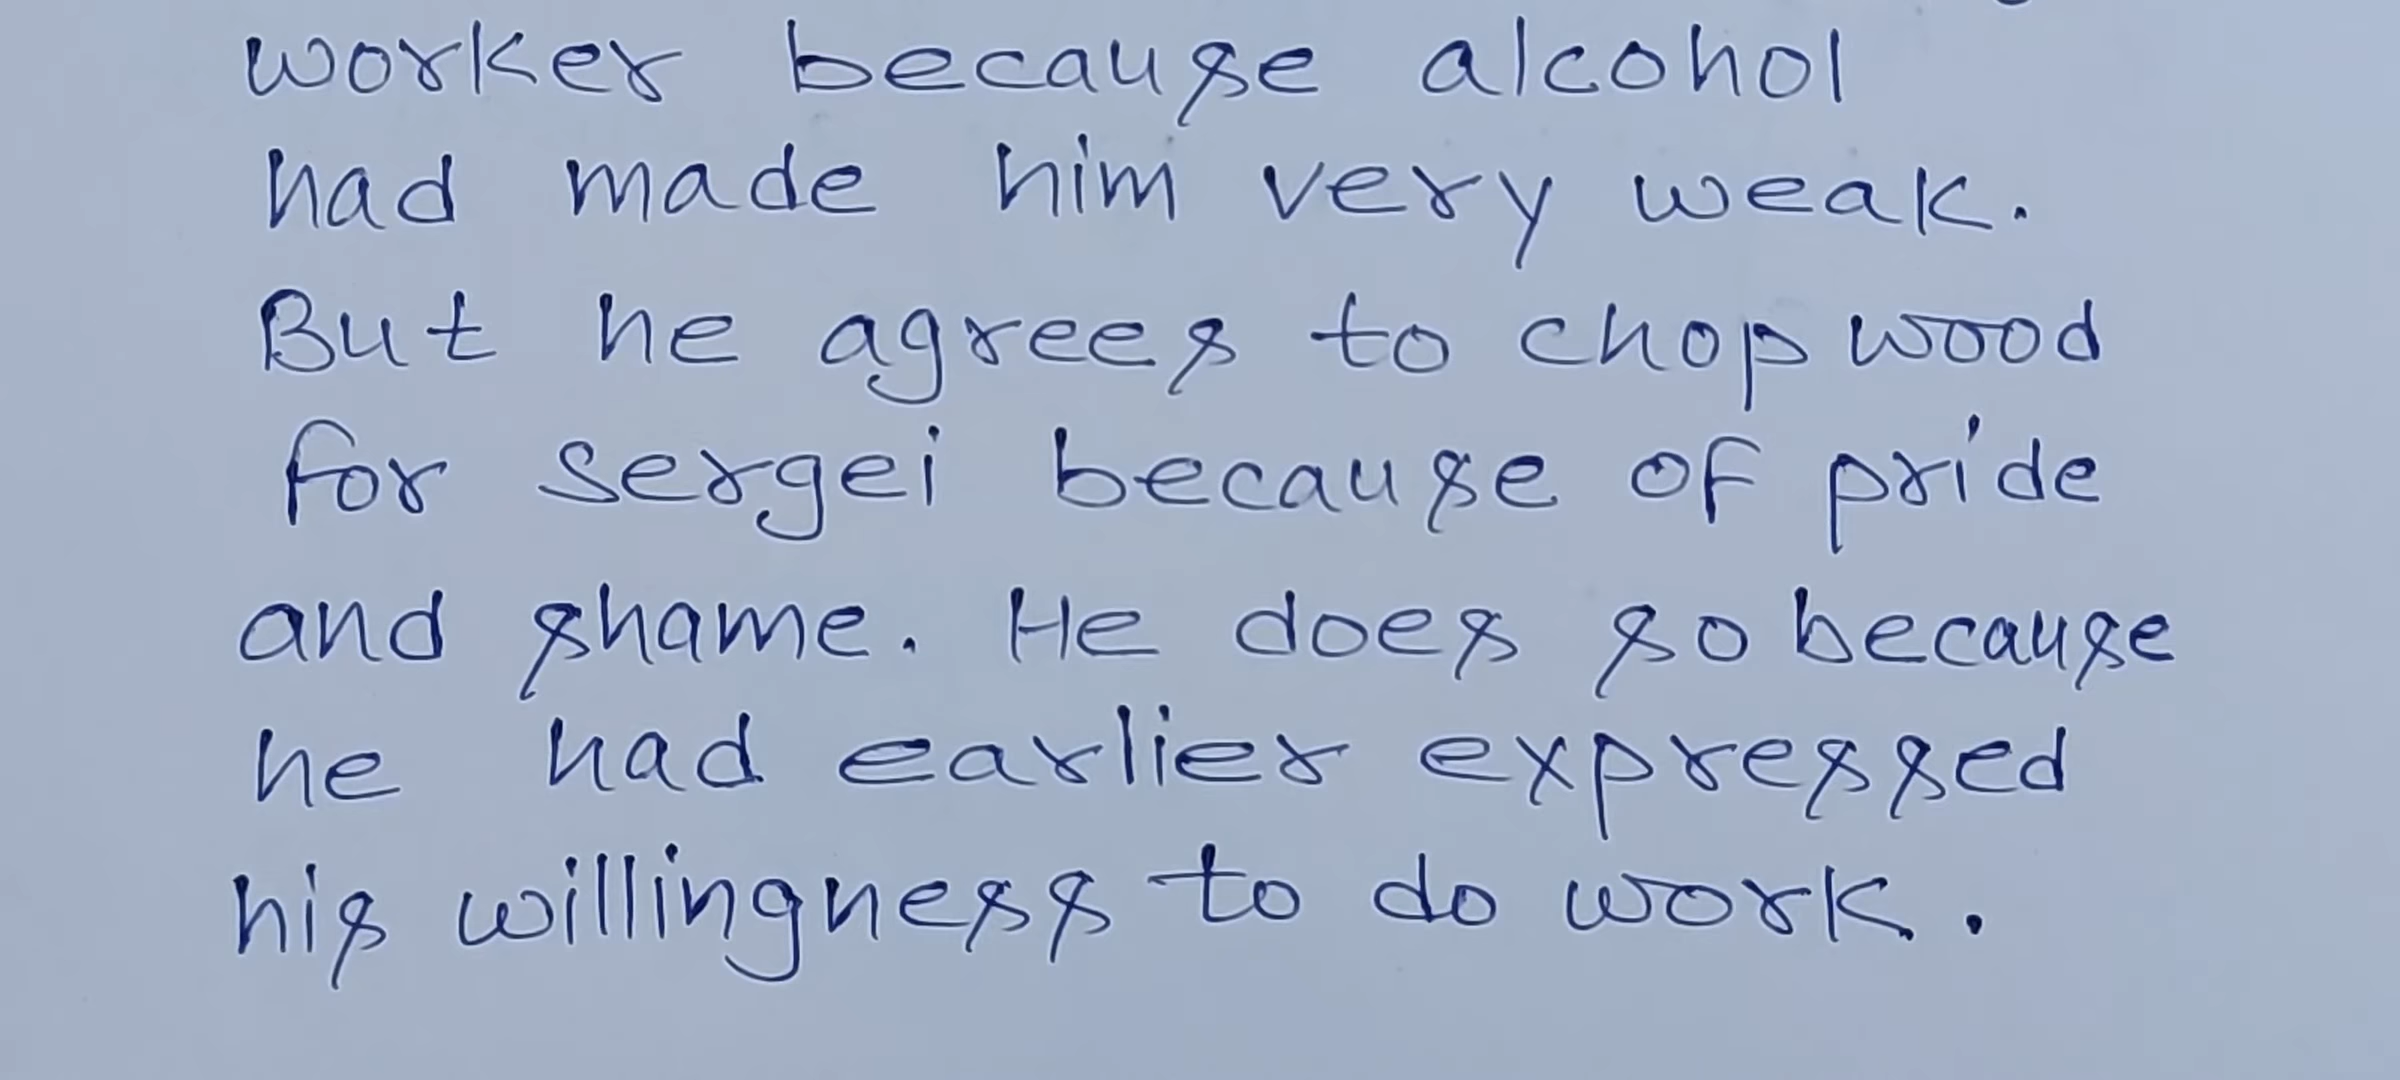 worker because alcohol
had made him very weak.
But he agrees to chop wood
for sergei because of pride
and shame. He does so because
he had earlier expressed
his willingness to do work.